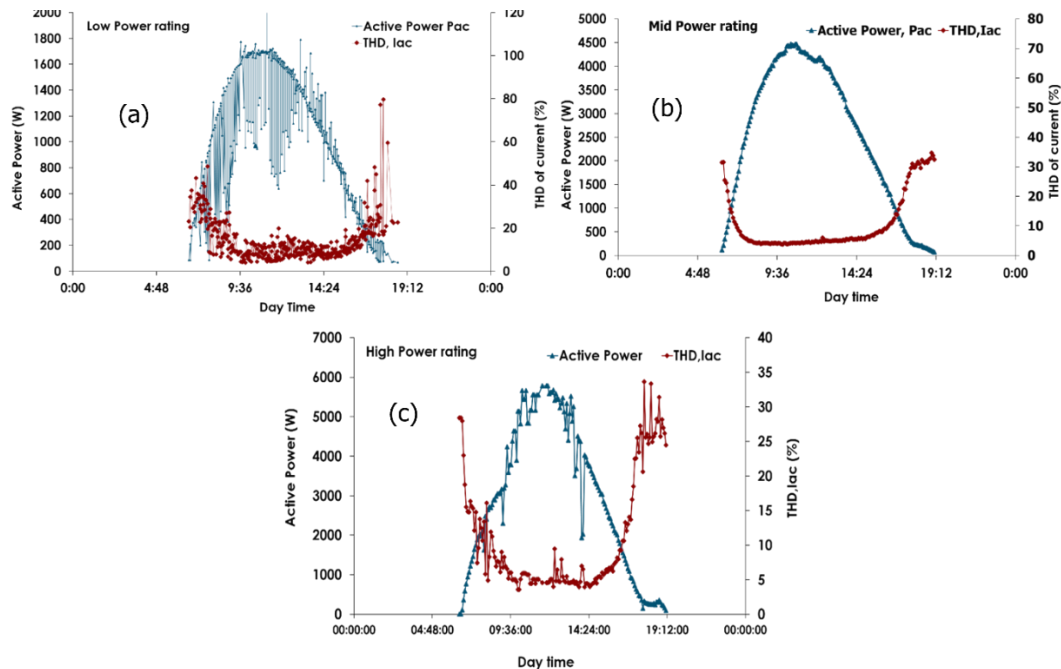 Low Power rating
Active Power Pac
THD, Iac
(a)
Active Power (W)
2000
1800
1600
1400
1200
1000
800
600
400
200
0
THD of current (%)
120
100
80
60
40
20
0
0:00 4:48 9:36 14:24 19:12 0:00
Day Time
Mid Power rating
Active Power, Pac THD,Iac
(b)
Active Power (W)
5000
4500
4000
3500
3000
2500
2000
1500
1000
500
0
THD of current (%)
80
70
60
50
40
30
20
10
0
0:00 4:48 9:36 14:24 19:12 0:00
Day time
High Power rating
Active Power THD,Iac
(c)
Active Power (W)
7000
6000
5000
4000
3000
2000
1000
0
THD,Iac (%)
40
35
30
25
20
15
10
5
0
00:00:00 04:48:00 09:36:00 14:24:00 19:12:00 00:00:00
Day time